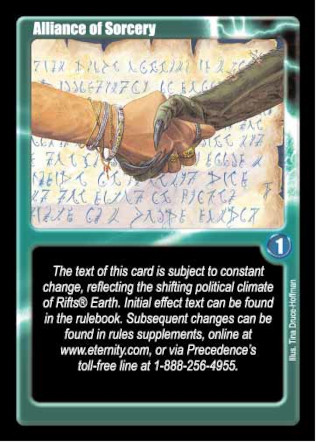 Alliance of Sorcery
1
The text of this card is subject to constant
change, reflecting the shifting political climate
of Rifts® Earth. Initial effect text can be found
in the rulebook. Subsequent changes can be
found in rules supplements, online at
www.eternity.com, or via Precedence's
toll-free line at 1-888-256-4955.
Illus. Tina Druce-Hoffman